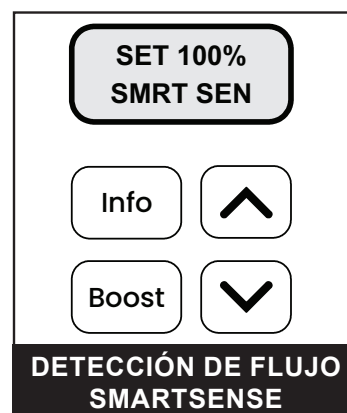 SET 100%
SMRT SEN
Info
Boost
DETECCIÓN DE FLUJO
SMARTSENSE